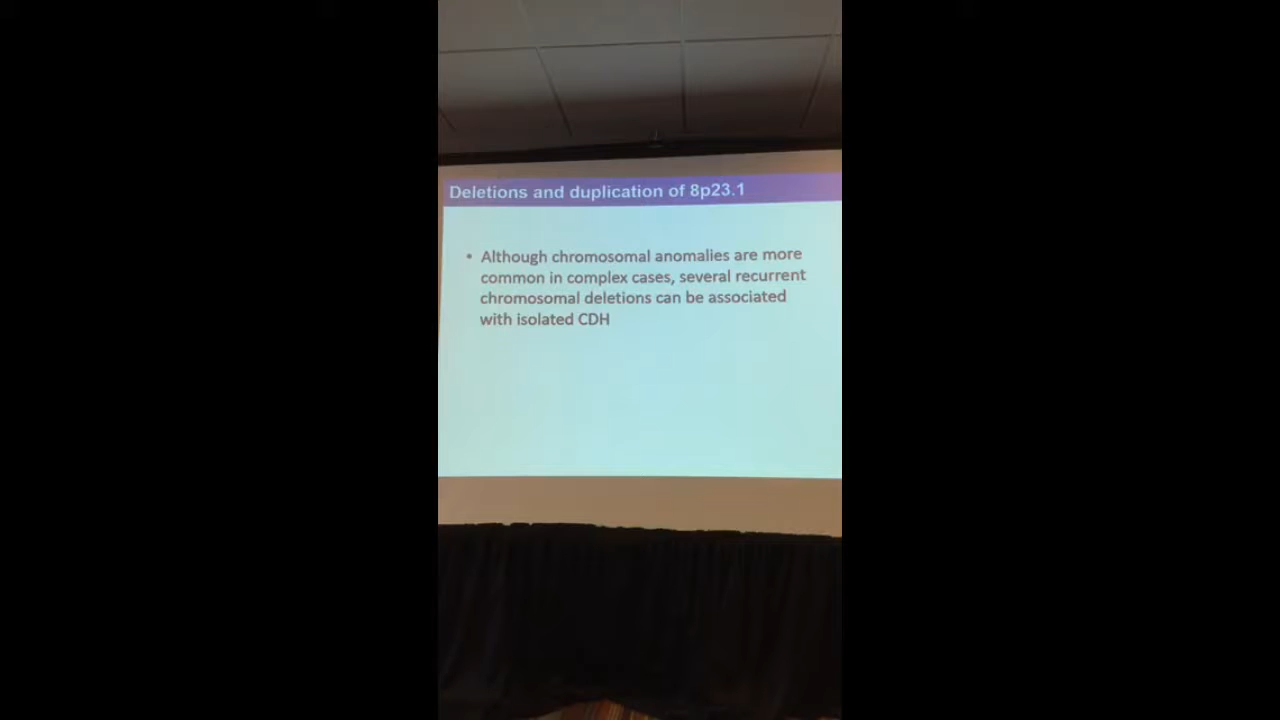 Deletions and duplication of 8p23.1
• Although chromosomal anomalies are more
common in complex cases, several recurrent
chromosomal deletions can be associated
with isolated CDH